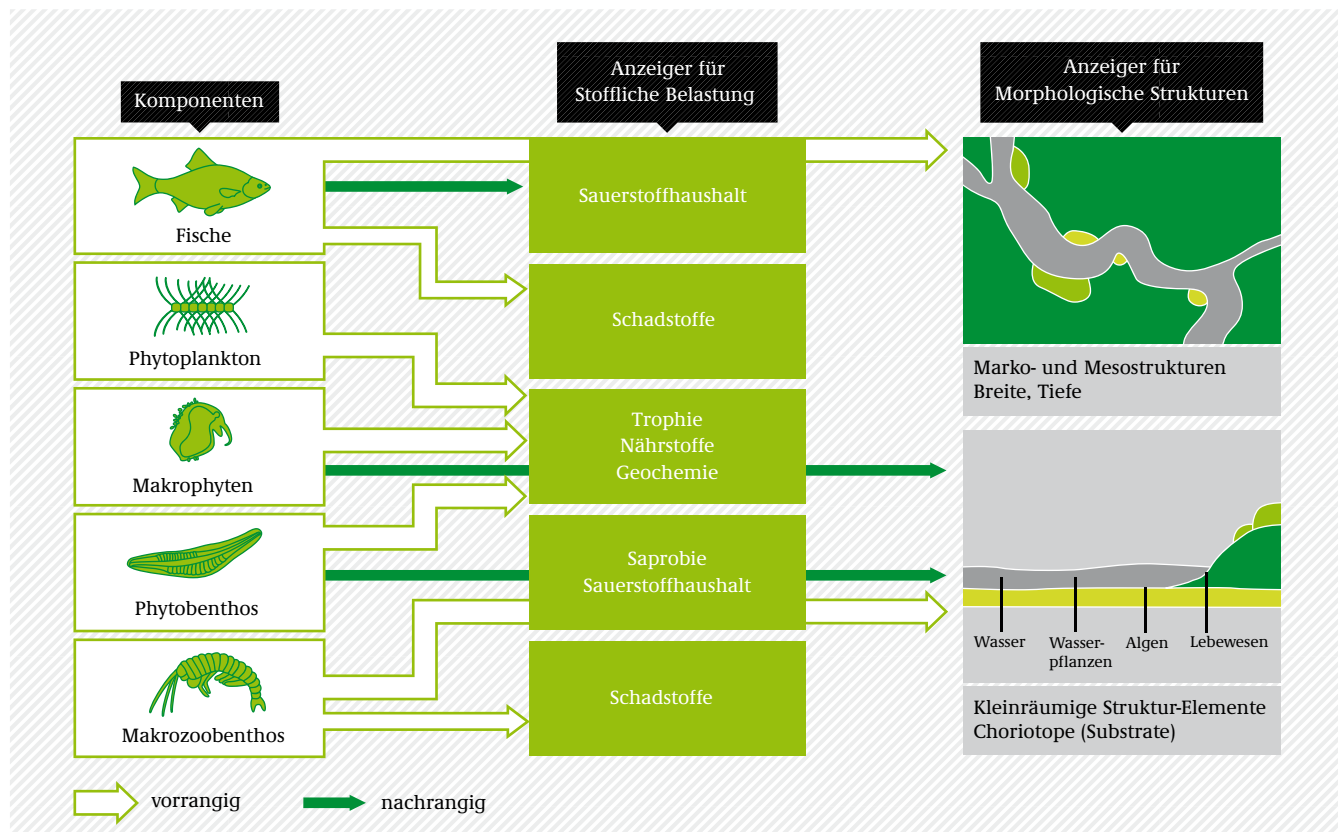 Komponenten
Anzeiger für
Stoffliche Belastung
Anzeiger für
Morphologische Strukturen
Fische
Phytoplankton
Makrophyten
Phytobenthos
Makrozoobenthos
Sauerstoffhaushalt
Schadstoffe
Trophie
Nährstoffe
Geochemie
Saprobie
Sauerstoffhaushalt
Schadstoffe
Marko- und Mesostrukturen
Breite, Tiefe
Wasser
Wasser-
pflanzen
Algen
Lebewesen
Kleinräumige Struktur-Elemente
Choriotope (Substrate)
vorrangig
nachrangig